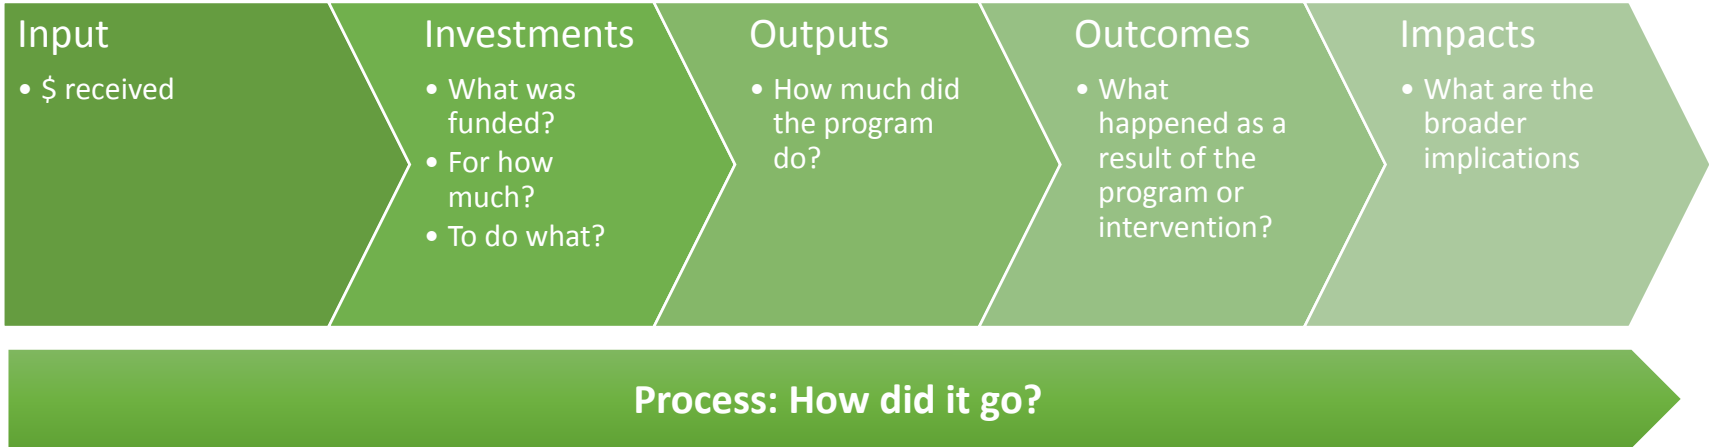 Input
• $ received
Investments
• What was
funded?
• For how
much?
• To do what?
Outputs
• How much did
the program
do?
Outcomes
• What
happened as a
result of the
program or
intervention?
Impacts
• What are the
broader
implications
Process: How did it go?